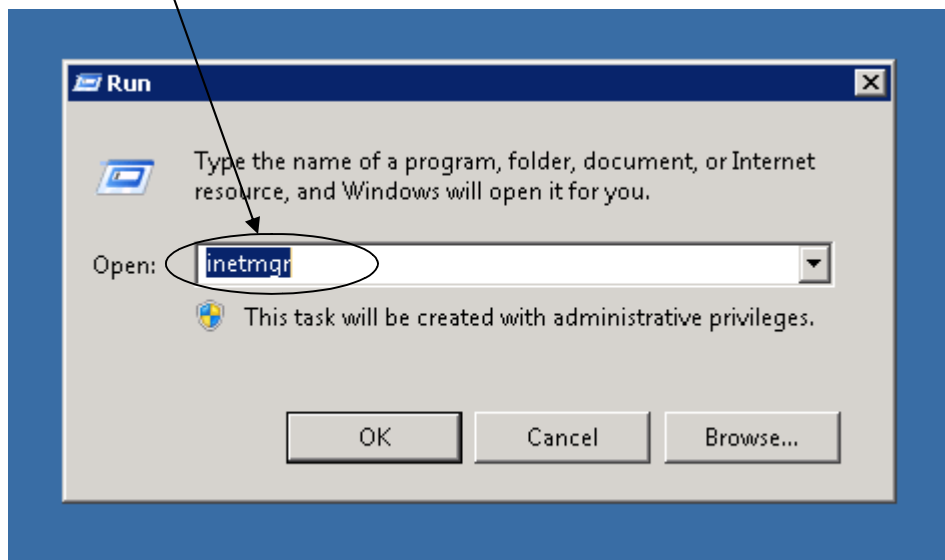 Run
Type the name of a program, folder, document, or Internet
resource, and Windows will open it for you.
Open: inetmgr
This task will be created with administrative privileges.
OK Cancel Browse...